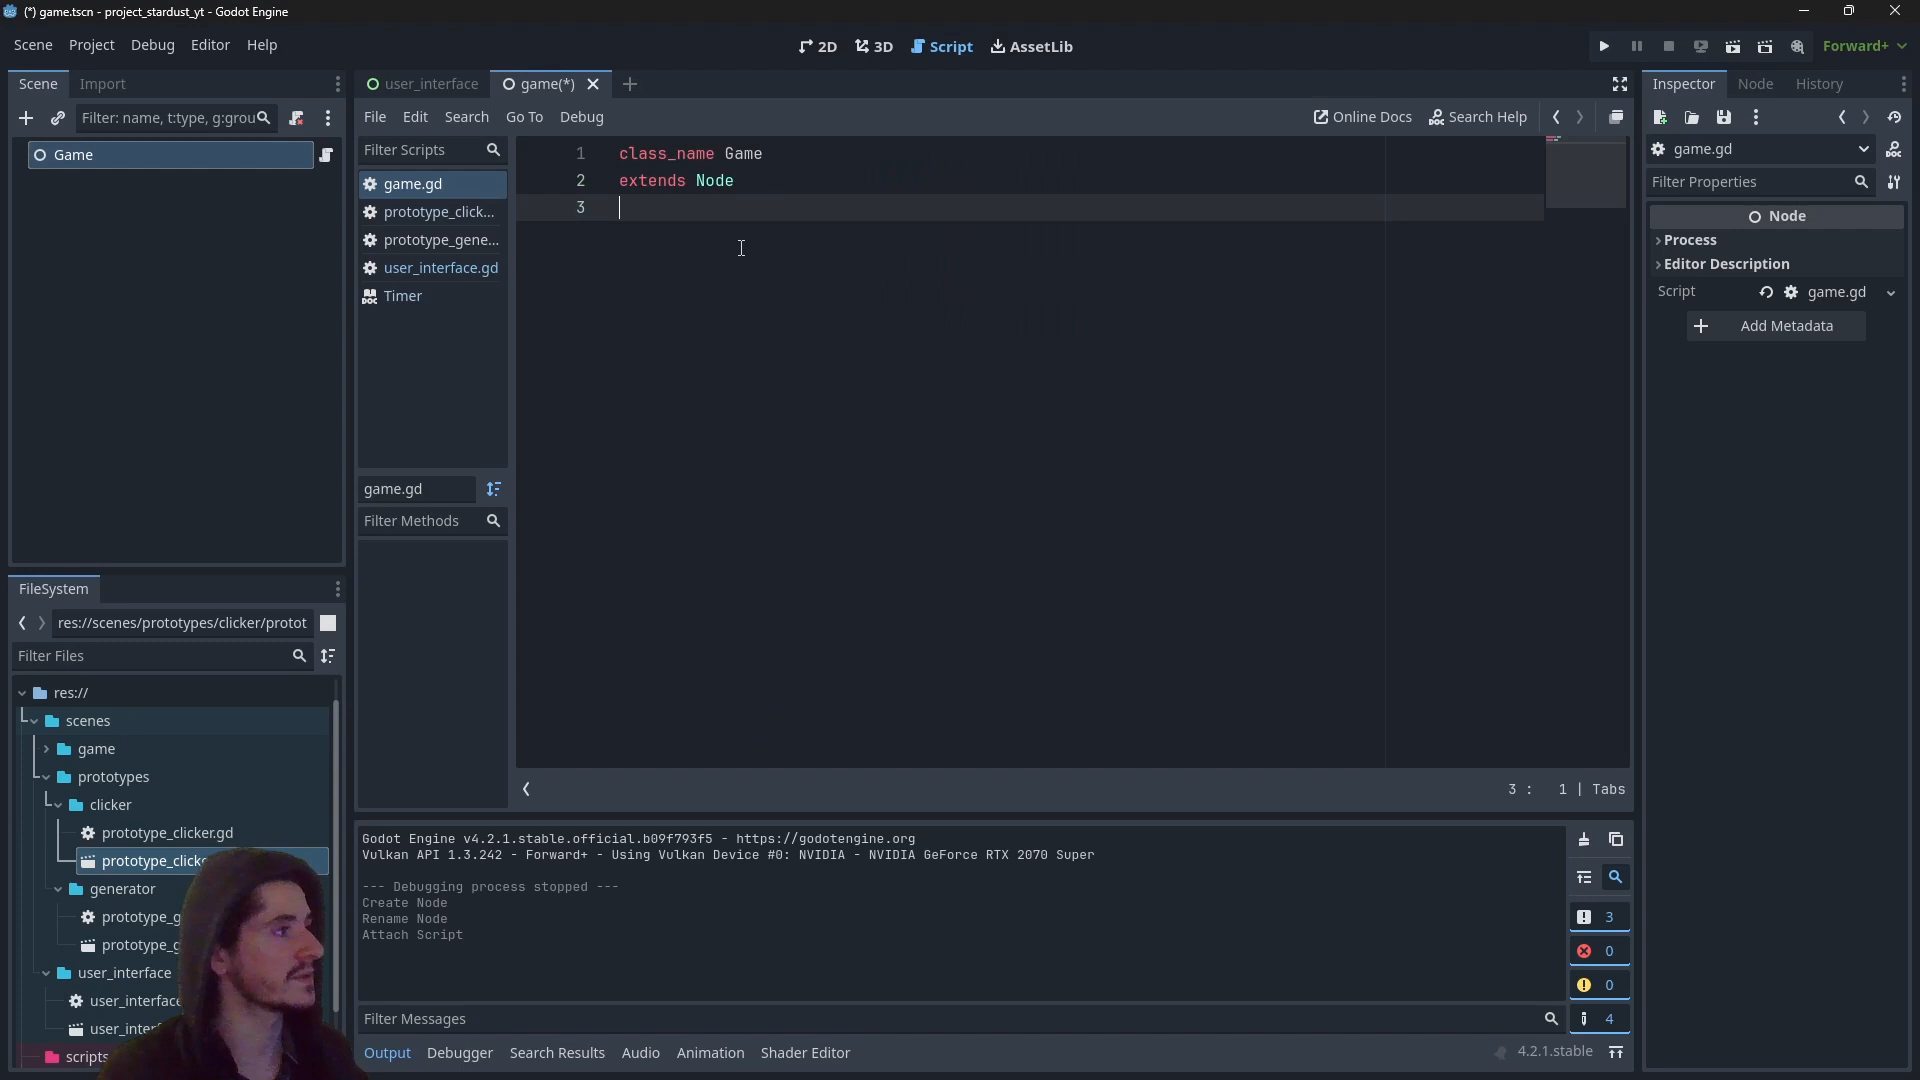 (*) game.tscn - project_stardust_yt - Godot Engine
Scene Project Debug Editor Help
2D 3D Script AssetLib
Forward+
Scene Import
user_interface game(*)
Inspector Node History
Filter: name, t:type, g:grou
File Edit Search Go To Debug
Online Docs Search Help
Game
Filter Scripts
game.gd
prototype_click...
prototype_gene...
user_interface.gd
Timer
game.gd
Filter Methods
1 class_name Game
2 extends Node
3
3 : 1 | Tabs
game.gd
Filter Properties
Node
Process
Editor Description
Script game.gd
Add Metadata
FileSystem
res://scenes/prototypes/clicker/protot
Filter Files
res://
scenes
game
prototypes
clicker
prototype_clicker.gd
prototype_clicke
generator
prototype_g
prototype_g
user_interface
user_interface
user_inter
scripts
Godot Engine v4.2.1.stable.official.b09f793f5 - https://godotengine.org
Vulkan API 1.3.242 - Forward+ - Using Vulkan Device #0: NVIDIA - NVIDIA GeForce RTX 2070 Super
--- Debugging process stopped ---
Create Node
Rename Node
Attach Script
3
0
0
4
Filter Messages
Output Debugger Search Results Audio Animation Shader Editor
4.2.1.stable